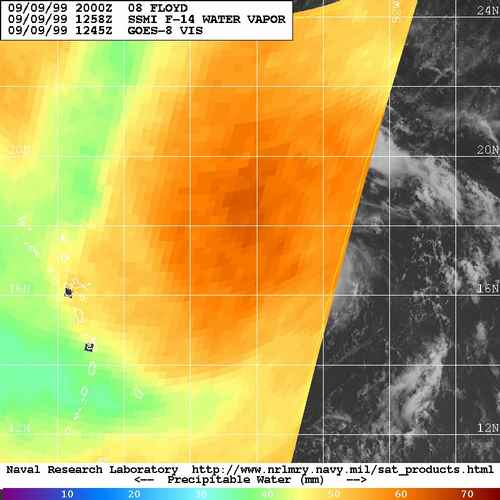 09/09/99 2000Z 08 FLOYD
09/09/99 1258Z SSMI F-14 WATER VAPOR
09/09/99 1245Z GOES-8 VIS
24N
20N
20N
16N
16N
12N
12N
Naval Research Laboratory http://www.nrlmry.navy.mil/sat_products.html
<-- Precipitable Water (mm) -->
10 20 30 40 50 60 70